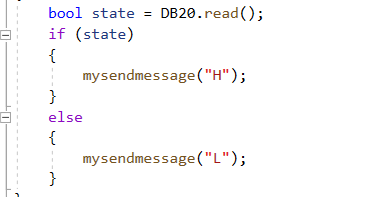 bool state = DB20.read();
if (state)
{
mysendmessage("H");
}
else
{
mysendmessage("L");
}